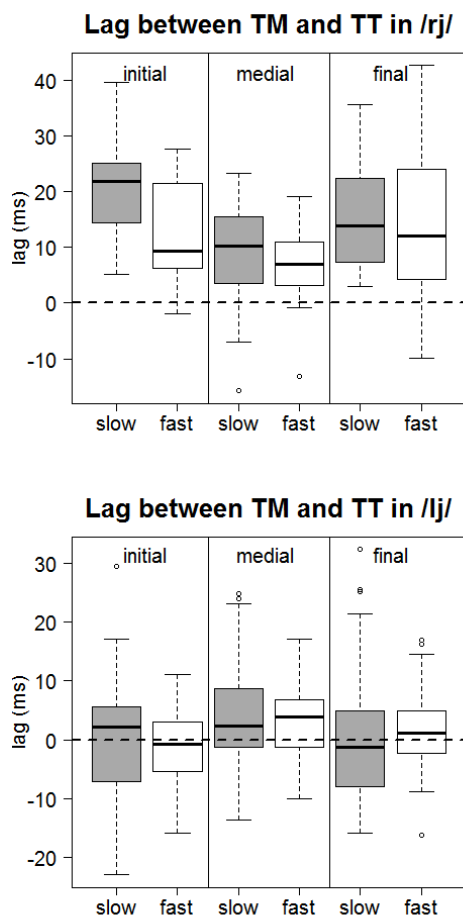 Lag between TM and TT in /rj/
initial medial final
lag (ms)
40
30
20
10
0
-10
slow fast slow fast slow fast
Lag between TM and TT in /lj/
initial medial final
lag (ms)
30
20
10
0
-10
-20
slow fast slow fast slow fast